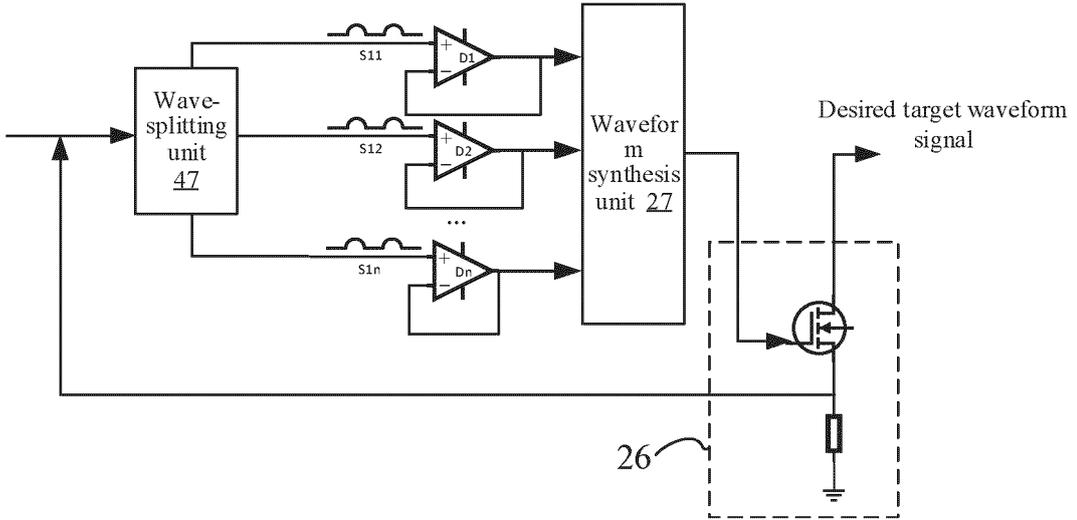 Wave-
splitting
unit
47
S11
+
−
D1
S12
+
−
D2
...
S1n
+
−
Dn
Wavefor
m
synthesis
unit 27
Desired target waveform
signal
26